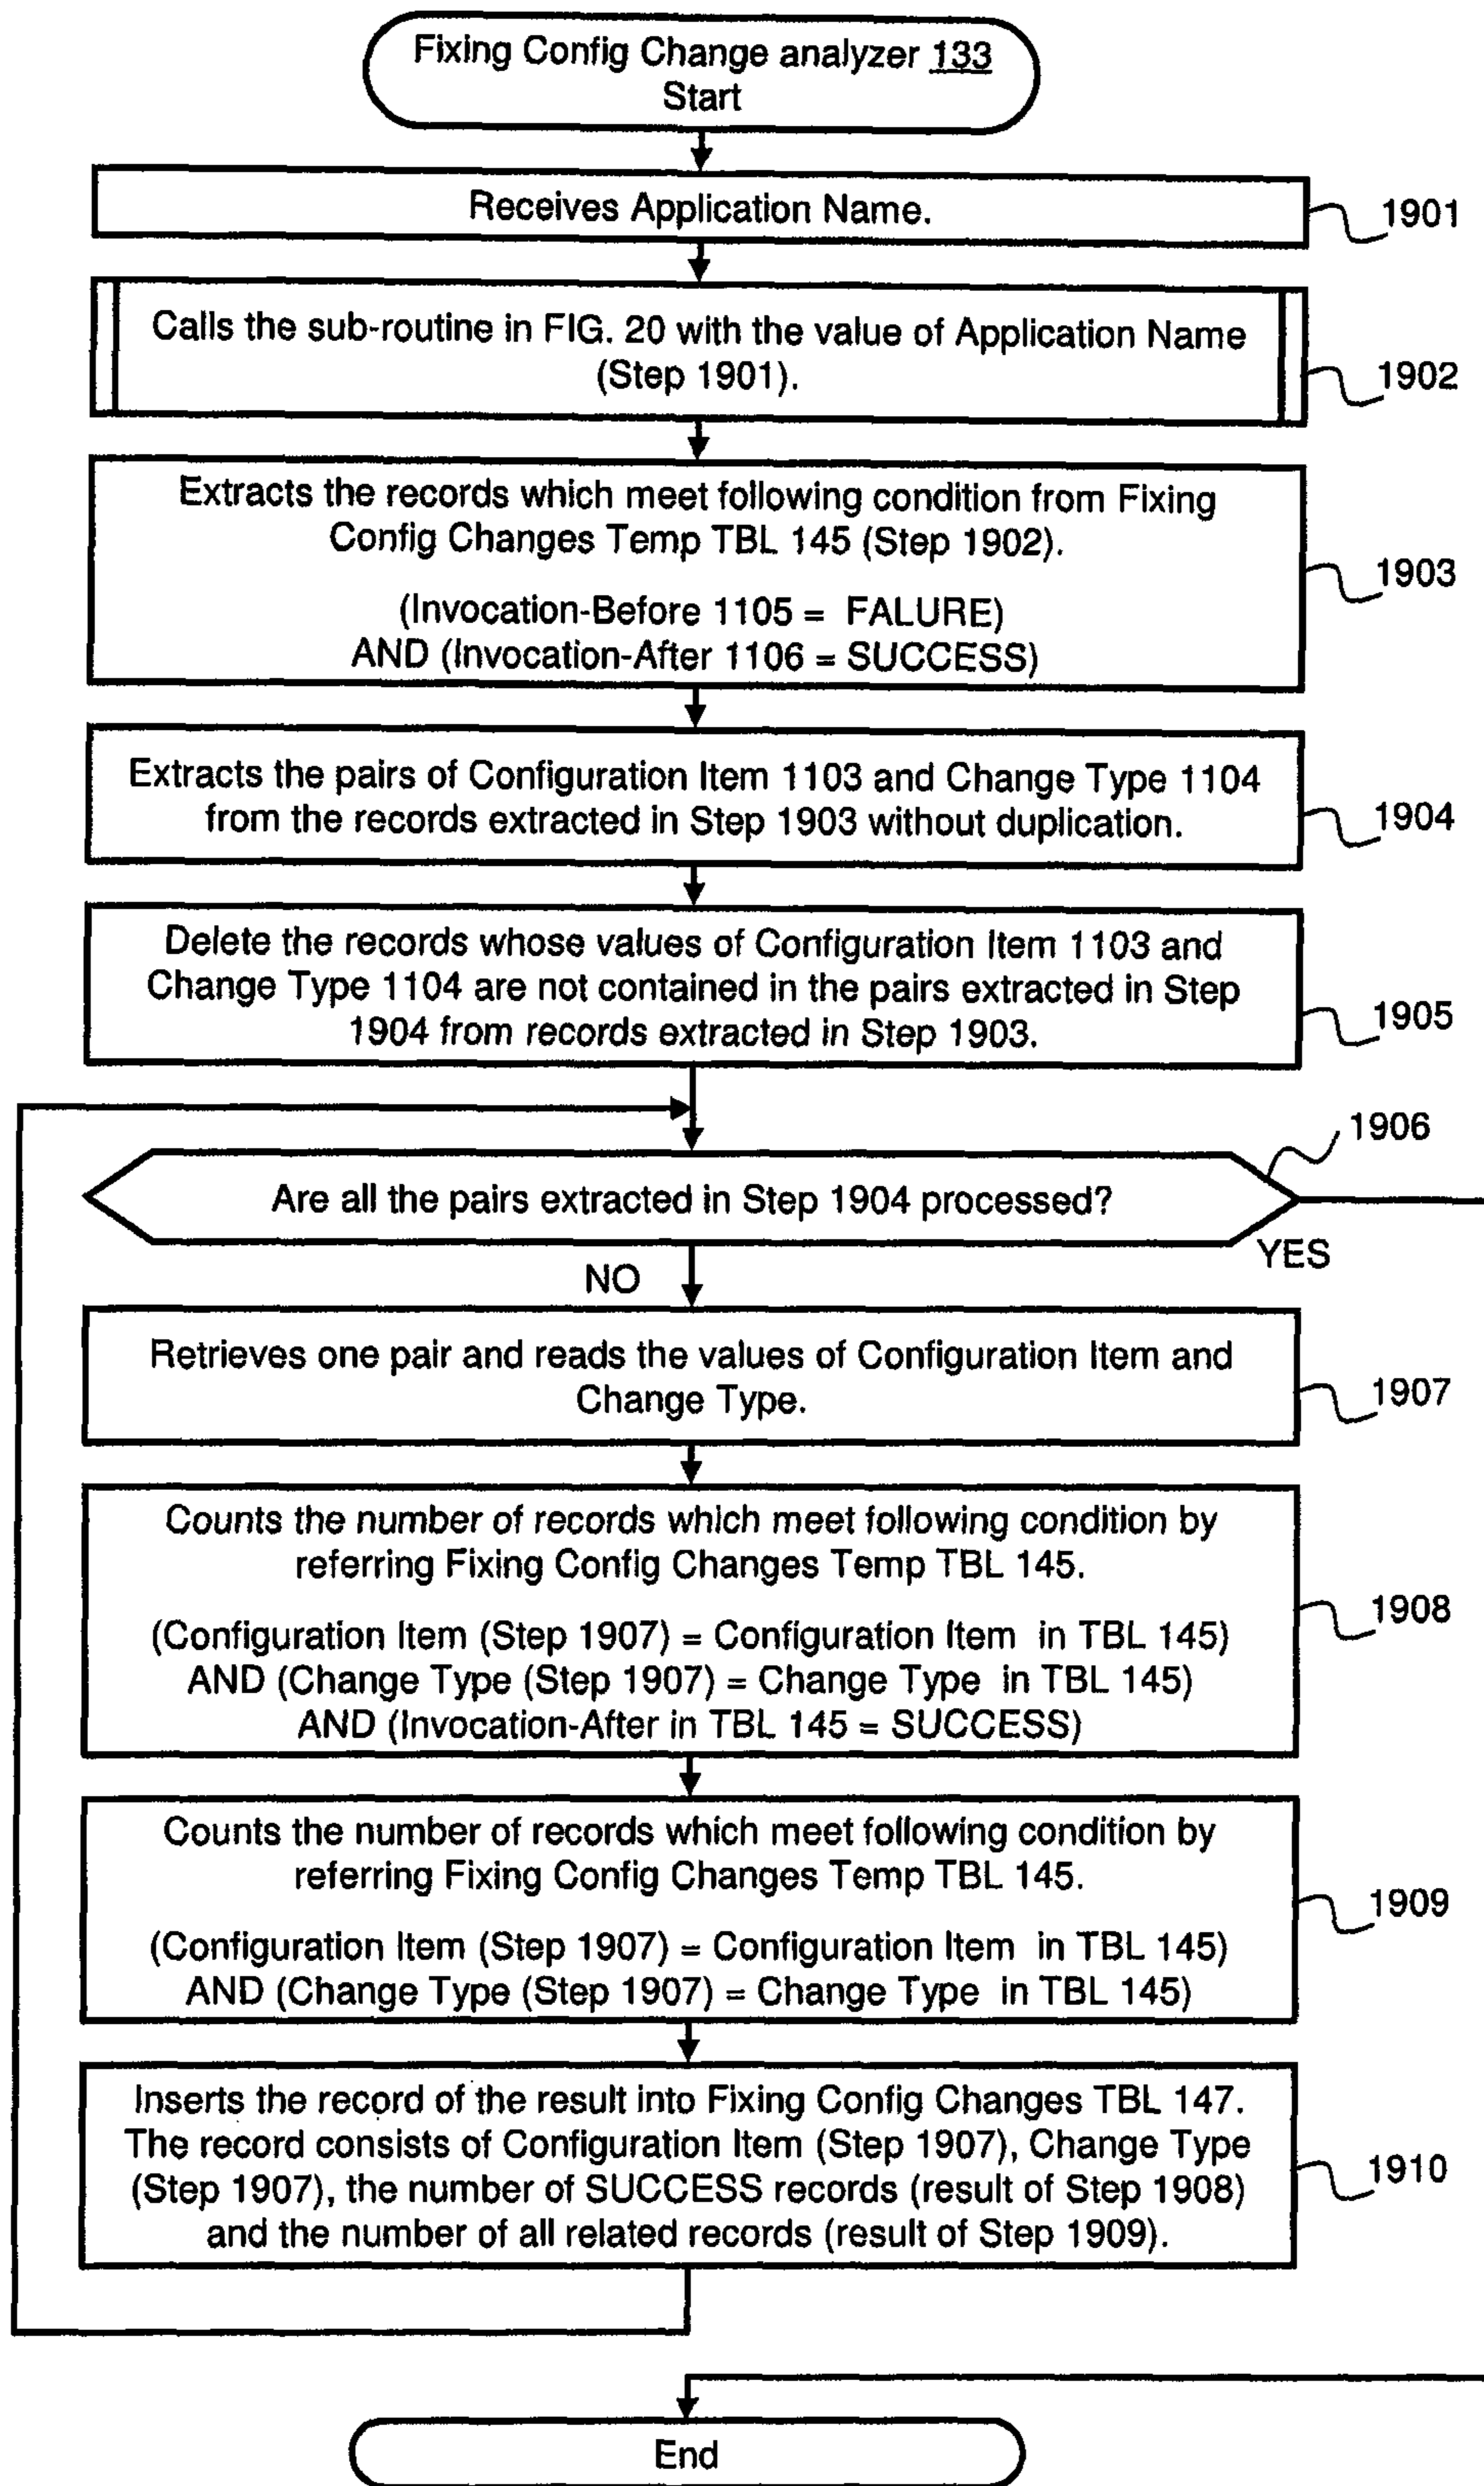 Fixing Config Change analyzer 133
Start
Receives Application Name.
1901
Calls the sub-routine in FIG. 20 with the value of Application Name
(Step 1901).
1902
Extracts the records which meet following condition from Fixing
Config Changes Temp TBL 145 (Step 1902).
(Invocation-Before 1105 = FALURE)
AND (Invocation-After 1106 = SUCCESS)
1903
Extracts the pairs of Configuration Item 1103 and Change Type 1104
from the records extracted in Step 1903 without duplication.
1904
Delete the records whose values of Configuration Item 1103 and
Change Type 1104 are not contained in the pairs extracted in Step
1904 from records extracted in Step 1903.
1905
1906
Are all the pairs extracted in Step 1904 processed?
YES
NO
Retrieves one pair and reads the values of Configuration Item and
Change Type.
1907
Counts the number of records which meet following condition by
referring Fixing Config Changes Temp TBL 145.
(Configuration Item (Step 1907) = Configuration Item in TBL 145)
AND (Change Type (Step 1907) = Change Type in TBL 145)
AND (Invocation-After in TBL 145 = SUCCESS)
1908
Counts the number of records which meet following condition by
referring Fixing Config Changes Temp TBL 145.
(Configuration Item (Step 1907) = Configuration Item in TBL 145)
AND (Change Type (Step 1907) = Change Type in TBL 145)
1909
Inserts the record of the result into Fixing Config Changes TBL 147.
The record consists of Configuration Item (Step 1907), Change Type
(Step 1907), the number of SUCCESS records (result of Step 1908)
and the number of all related records (result of Step 1909).
1910
End